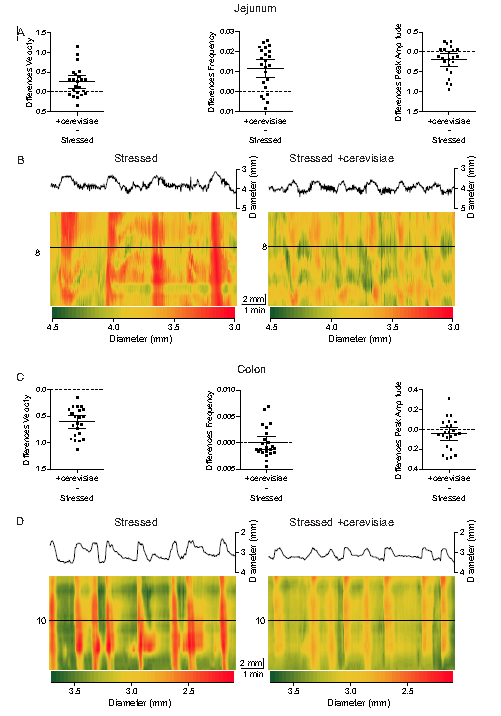 Jejunum
A
Differences Velocity
1.5
1.0
0.5
0.0
0.5
+cerevisiae
-
Stressed
Differences Frequency
0.03
0.02
0.01
0.00
0.01
+cerevisiae
-
Stressed
Differences Peak Amplitude
0.5
0.0
0.5
1.0
1.5
+cerevisiae
-
Stressed
B
Stressed
Stressed +cerevisiae
3
4
5
Diameter (mm)
3
4
5
Diameter (mm)
8
8
2 mm
1 min
4.5 4.0 3.5 3.0
Diameter (mm)
4.5 4.0 3.5 3.0
Diameter (mm)
Colon
C
Differences Velocity
0.0
0.5
1.0
1.5
+cerevisiae
-
Stressed
Differences Frequency
0.010
0.005
0.000
0.005
+cerevisiae
-
Stressed
Differences Peak Amplitude
0.4
0.2
0.0
0.2
0.4
+cerevisiae
-
Stressed
D
Stressed
Stressed +cerevisiae
2
3
4
Diameter (mm)
2
3
4
Diameter (mm)
10
10
2 mm
1 min
3.5 3.0 2.5
Diameter (mm)
3.5 3.0 2.5
Diameter (mm)